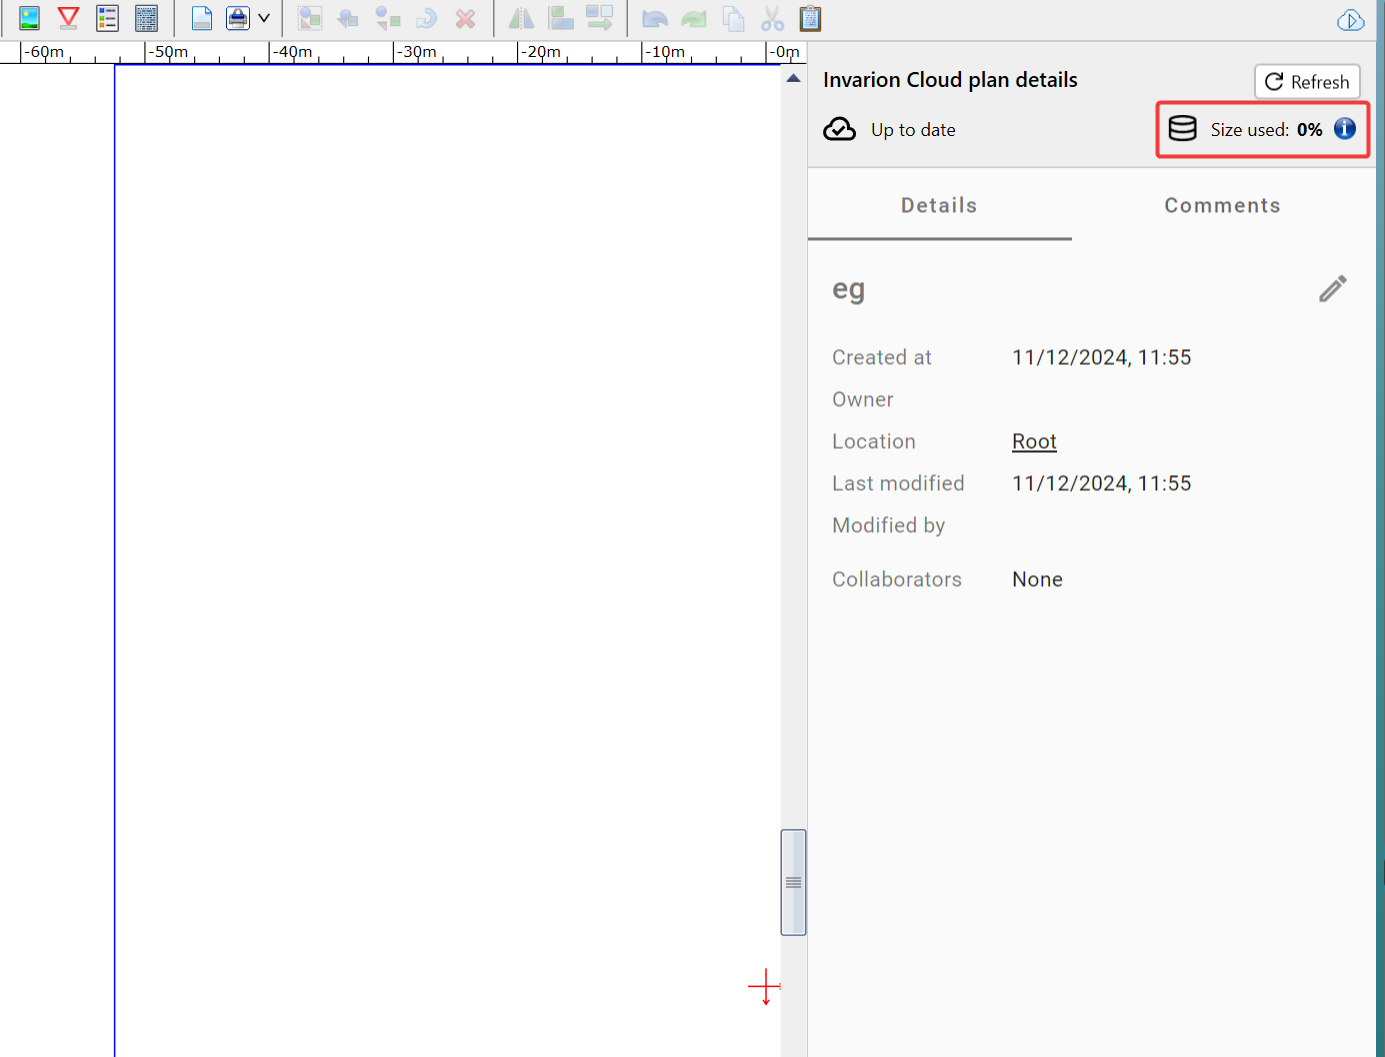 -60m -50m -40m -30m -20m -10m -0m
Invarion Cloud plan details
Refresh
Up to date
Size used: 0%
Details Comments
eg
Created at 11/12/2024, 11:55
Owner
Location Root
Last modified 11/12/2024, 11:55
Modified by
Collaborators None